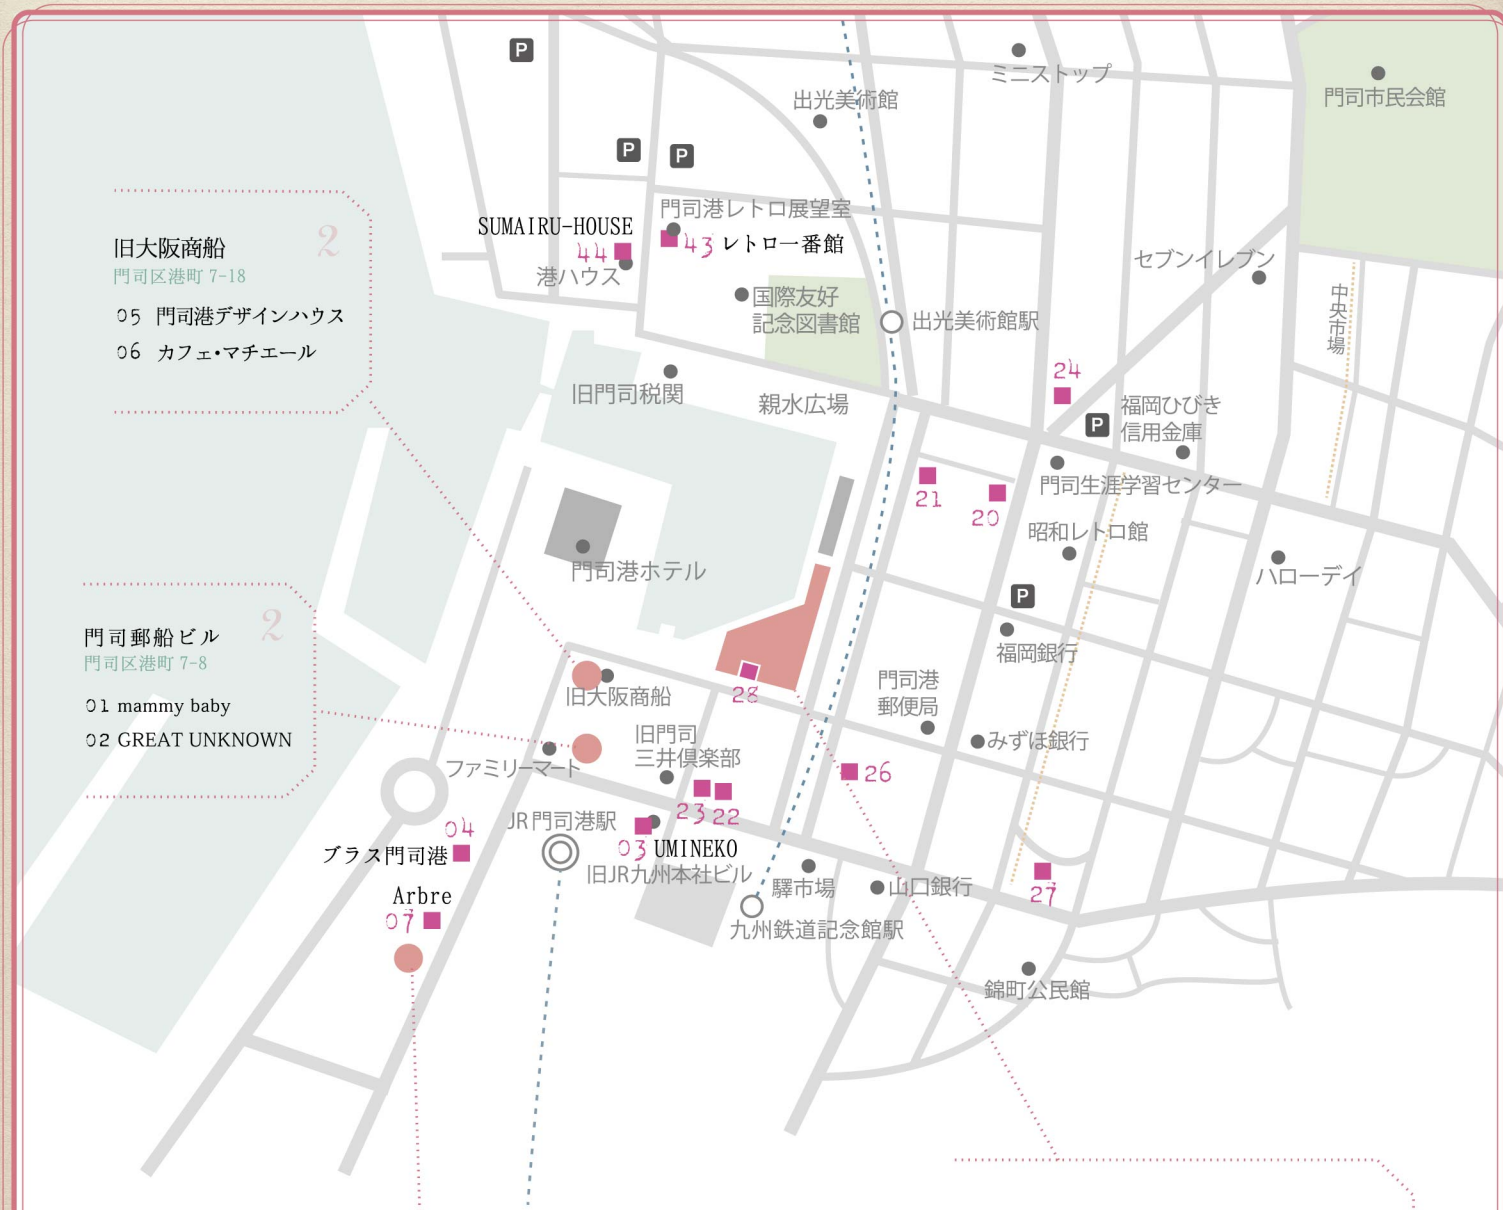 P
ミニストップ
出光美術館
門司市民会館
P
P
門司港レトロ展望室
SUMAIRU-HOUSE
44
43 レトロ一番館
港ハウス
旧大阪商船
2
門司区港町 7-18
05 門司港デザインハウス
06 カフェ・マチエール
国際友好
記念図書館
出光美術館駅
セブンイレブン
中央市場
旧門司税関
親水広場
24
P
福岡ひびき
信用金庫
門司生涯学習センター
21
20
昭和レトロ館
門司港ホテル
ハローデイ
P
福岡銀行
門司郵船ビル
2
門司区港町 7-8
01 mammy baby
02 GREAT UNKNOWN
旧大阪商船
28
門司港
郵便局
みずほ銀行
旧門司
三井倶楽部
ファミリーマート
26
23
22
JR門司港駅
03 UMINEKO
旧JR九州本社ビル
04
ブラス門司港
Arbre
07
驛市場
山口銀行
27
九州鉄道記念館駅
錦町公民館